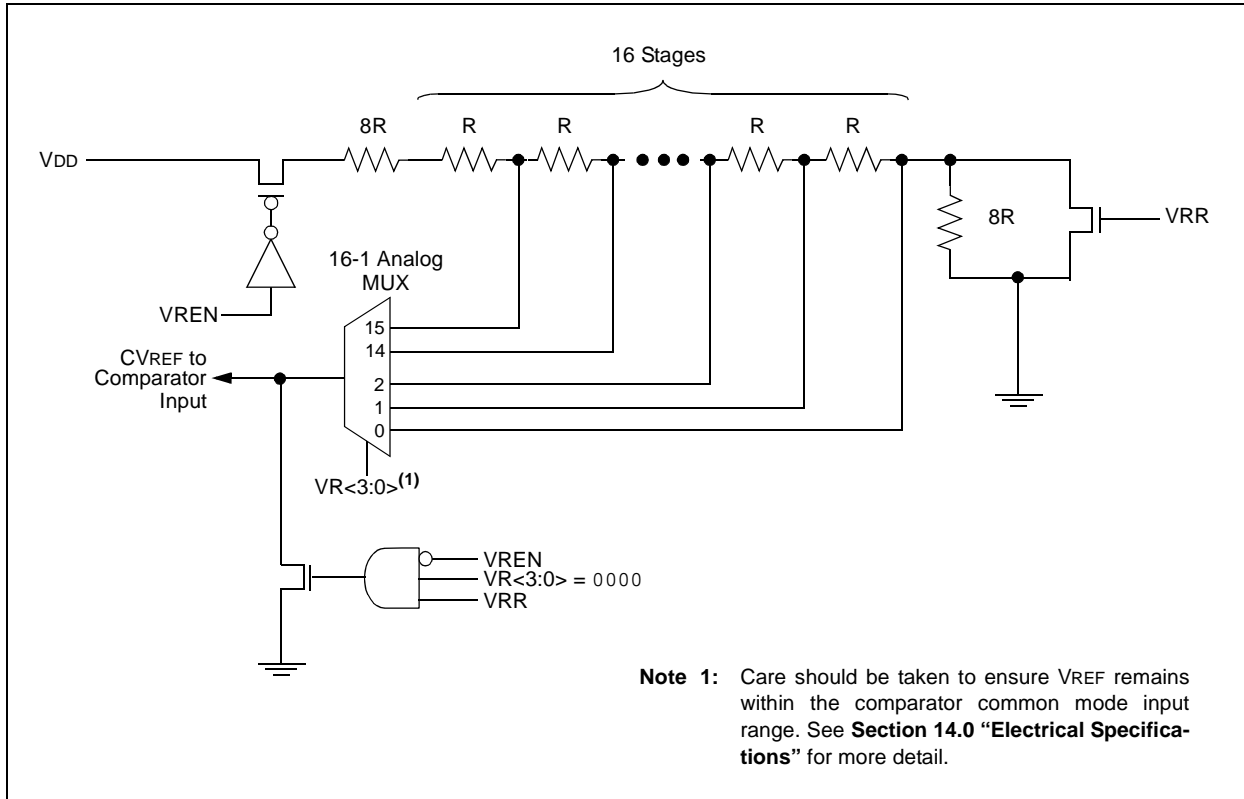 16 Stages
8R
R
R
R
R
VDD
8R
VRR
16-1 Analog
MUX
VREN
15
14
2
1
0
CVREF to
Comparator
Input
VR<3:0>(1)
VREN
VR<3:0> = 0000
VRR
Note 1: Care should be taken to ensure VREF remains
within the comparator common mode input
range. See Section 14.0 “Electrical Specifica-
tions” for more detail.